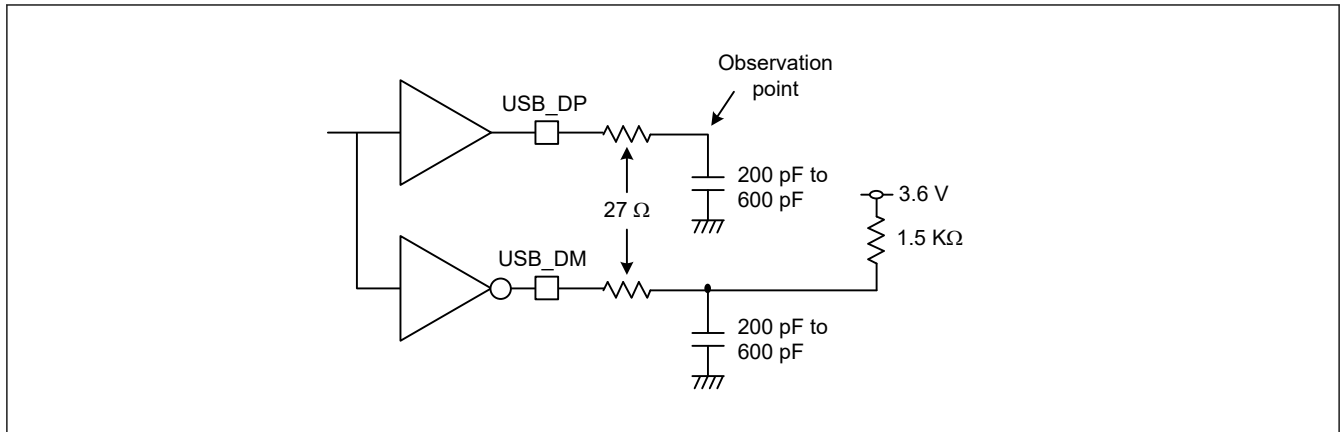 Observation
point
USB_DP
200 pF to
600 pF
3.6 V
27 Ω
1.5 KΩ
USB_DM
200 pF to
600 pF